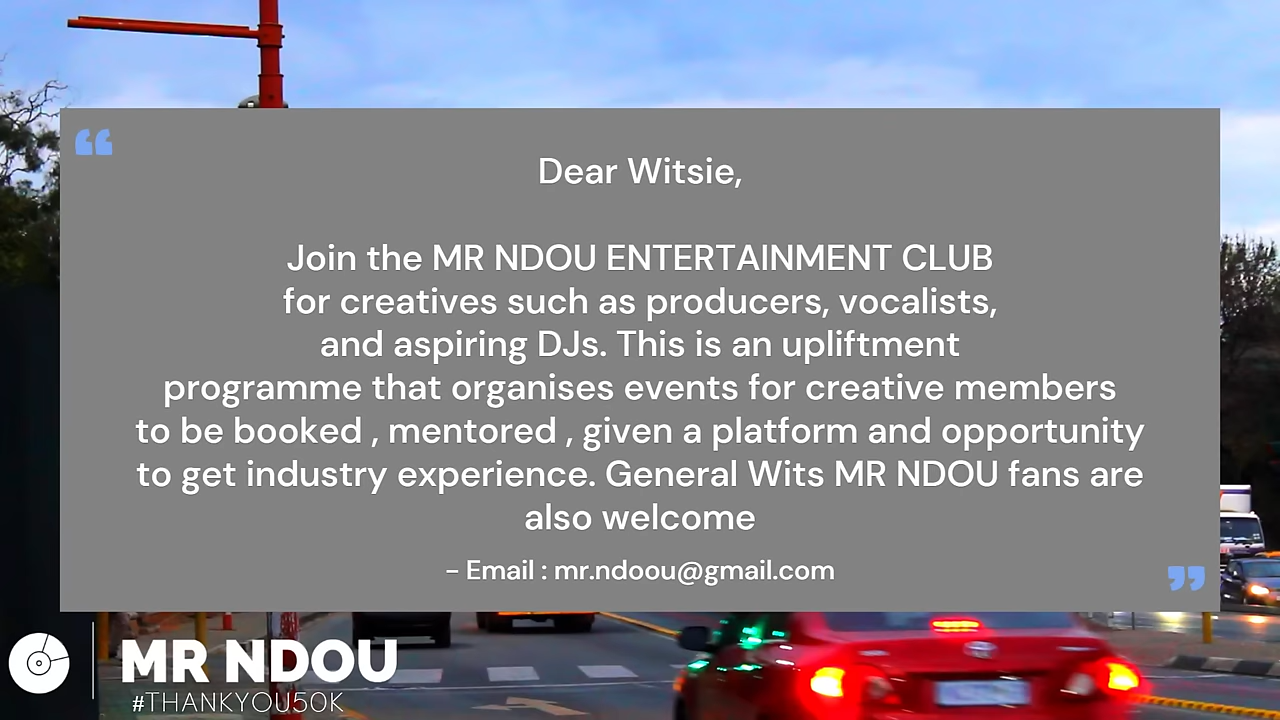 “
Dear Witsie,
Join the MR NDOU ENTERTAINMENT CLUB
for creatives such as producers, vocalists,
and aspiring DJs. This is an upliftment
programme that organises events for creative members
to be booked , mentored , given a platform and opportunity
to get industry experience. General Wits MR NDOU fans are
also welcome
– Email : mr.ndoou@gmail.com
”
MR NDOU
#THANKYOU50K